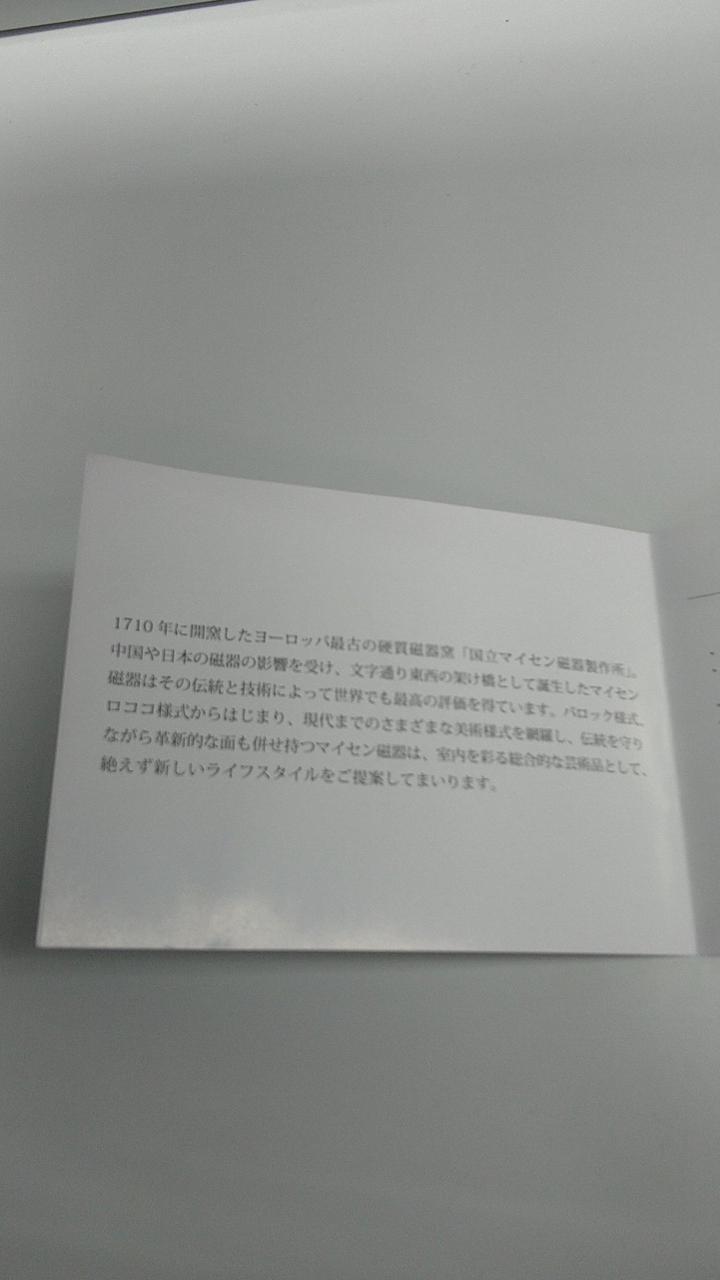 1710年に開窯したヨーロッパ最古の硬質磁器窯「国立マイセン磁器製作所」。
中国や日本の磁器の影響を受け、文字通り東西の架け橋として誕生したマイセン
磁器はその伝統と技術によって世界でも最高の評価を得ています。バロック様式、
ロココ様式からはじまり、現代までのさまざまな美術様式を網羅し、伝統を守り
ながら革新的な面も併せ持つマイセン磁器は、室内を彩る総合的な芸術品として、
絶えず新しいライフスタイルをご提案してまいります。